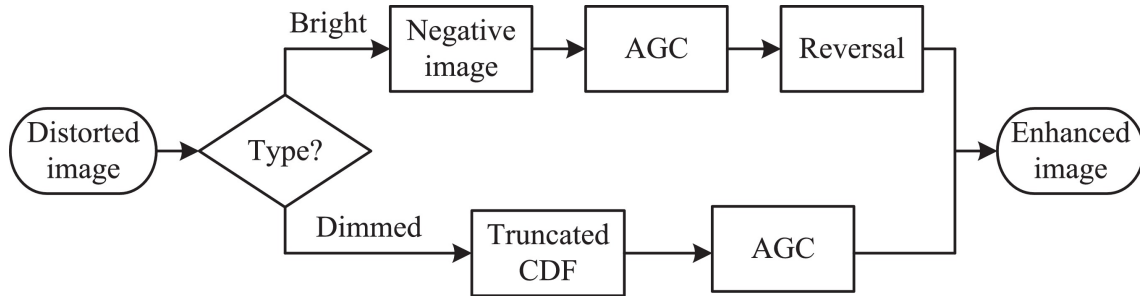 Distorted
image
Type?
Bright
Negative
image
AGC
Reversal
Dimmed
Truncated
CDF
AGC
Enhanced
image